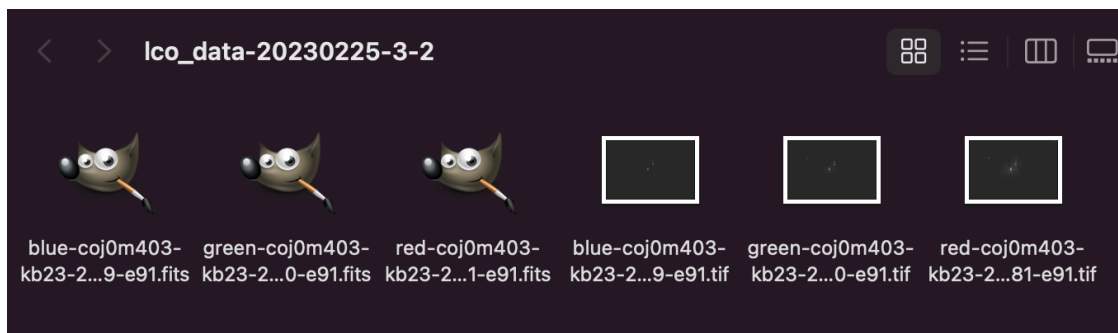 lco_data-20230225-3-2
blue-coj0m403-
kb23-2...9-e91.fits
green-coj0m403-
kb23-2...0-e91.fits
red-coj0m403-
kb23-2...1-e91.fits
blue-coj0m403-
kb23-2...9-e91.tif
green-coj0m403-
kb23-2...0-e91.tif
red-coj0m403-
kb23-2...81-e91.tif